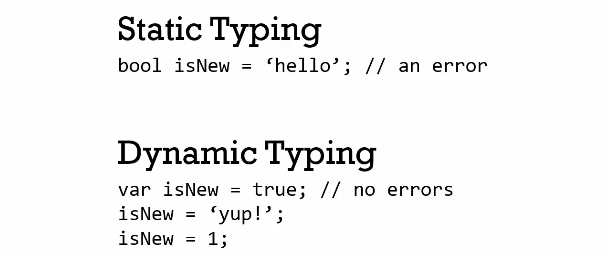 Static Typing
bool isNew = ‘hello’; // an error
Dynamic Typing
var isNew = true; // no errors
isNew = ‘yup!’;
isNew = 1;